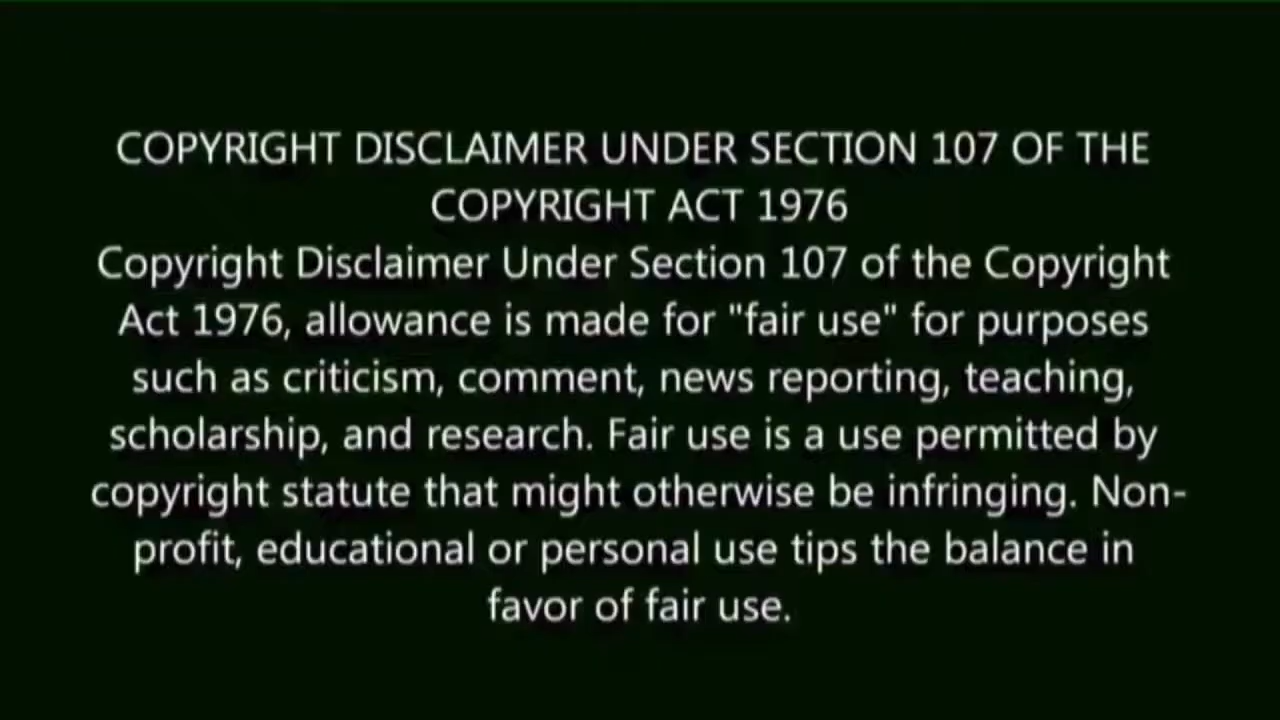 COPYRIGHT DISCLAIMER UNDER SECTION 107 OF THE
COPYRIGHT ACT 1976
Copyright Disclaimer Under Section 107 of the Copyright
Act 1976, allowance is made for "fair use" for purposes
such as criticism, comment, news reporting, teaching,
scholarship, and research. Fair use is a use permitted by
copyright statute that might otherwise be infringing. Non-
profit, educational or personal use tips the balance in
favor of fair use.